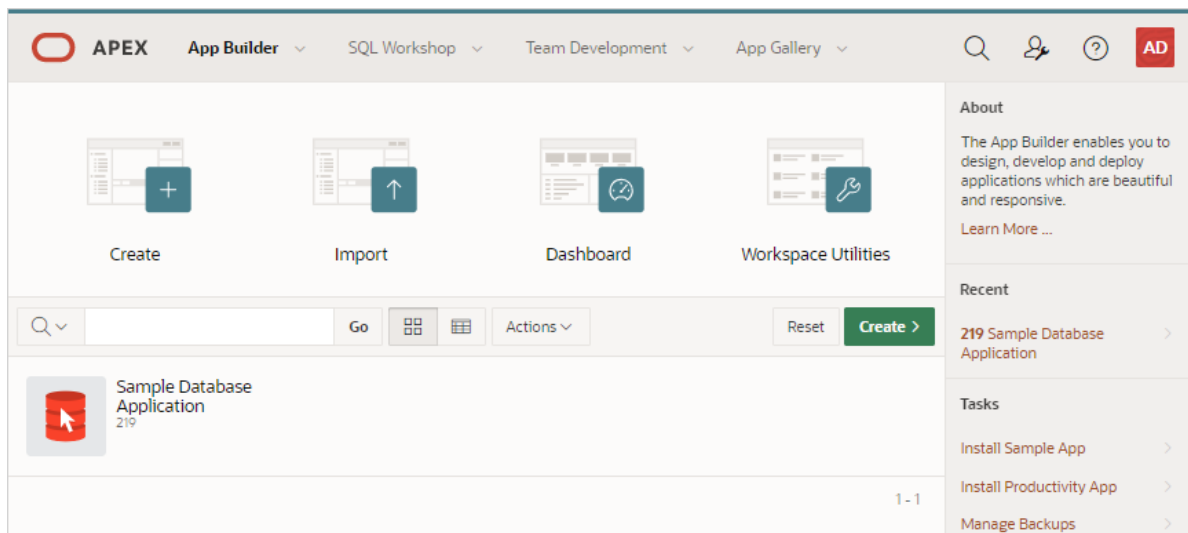 APEX App Builder SQL Workshop Team Development App Gallery AD
Create Import Dashboard Workspace Utilities
Go Actions Reset Create >
Sample Database
Application
219
1 - 1
About
The App Builder enables you to
design, develop and deploy
applications which are beautiful
and responsive.
Learn More ...
Recent
219 Sample Database
Application
Tasks
Install Sample App
Install Productivity App
Manage Backups